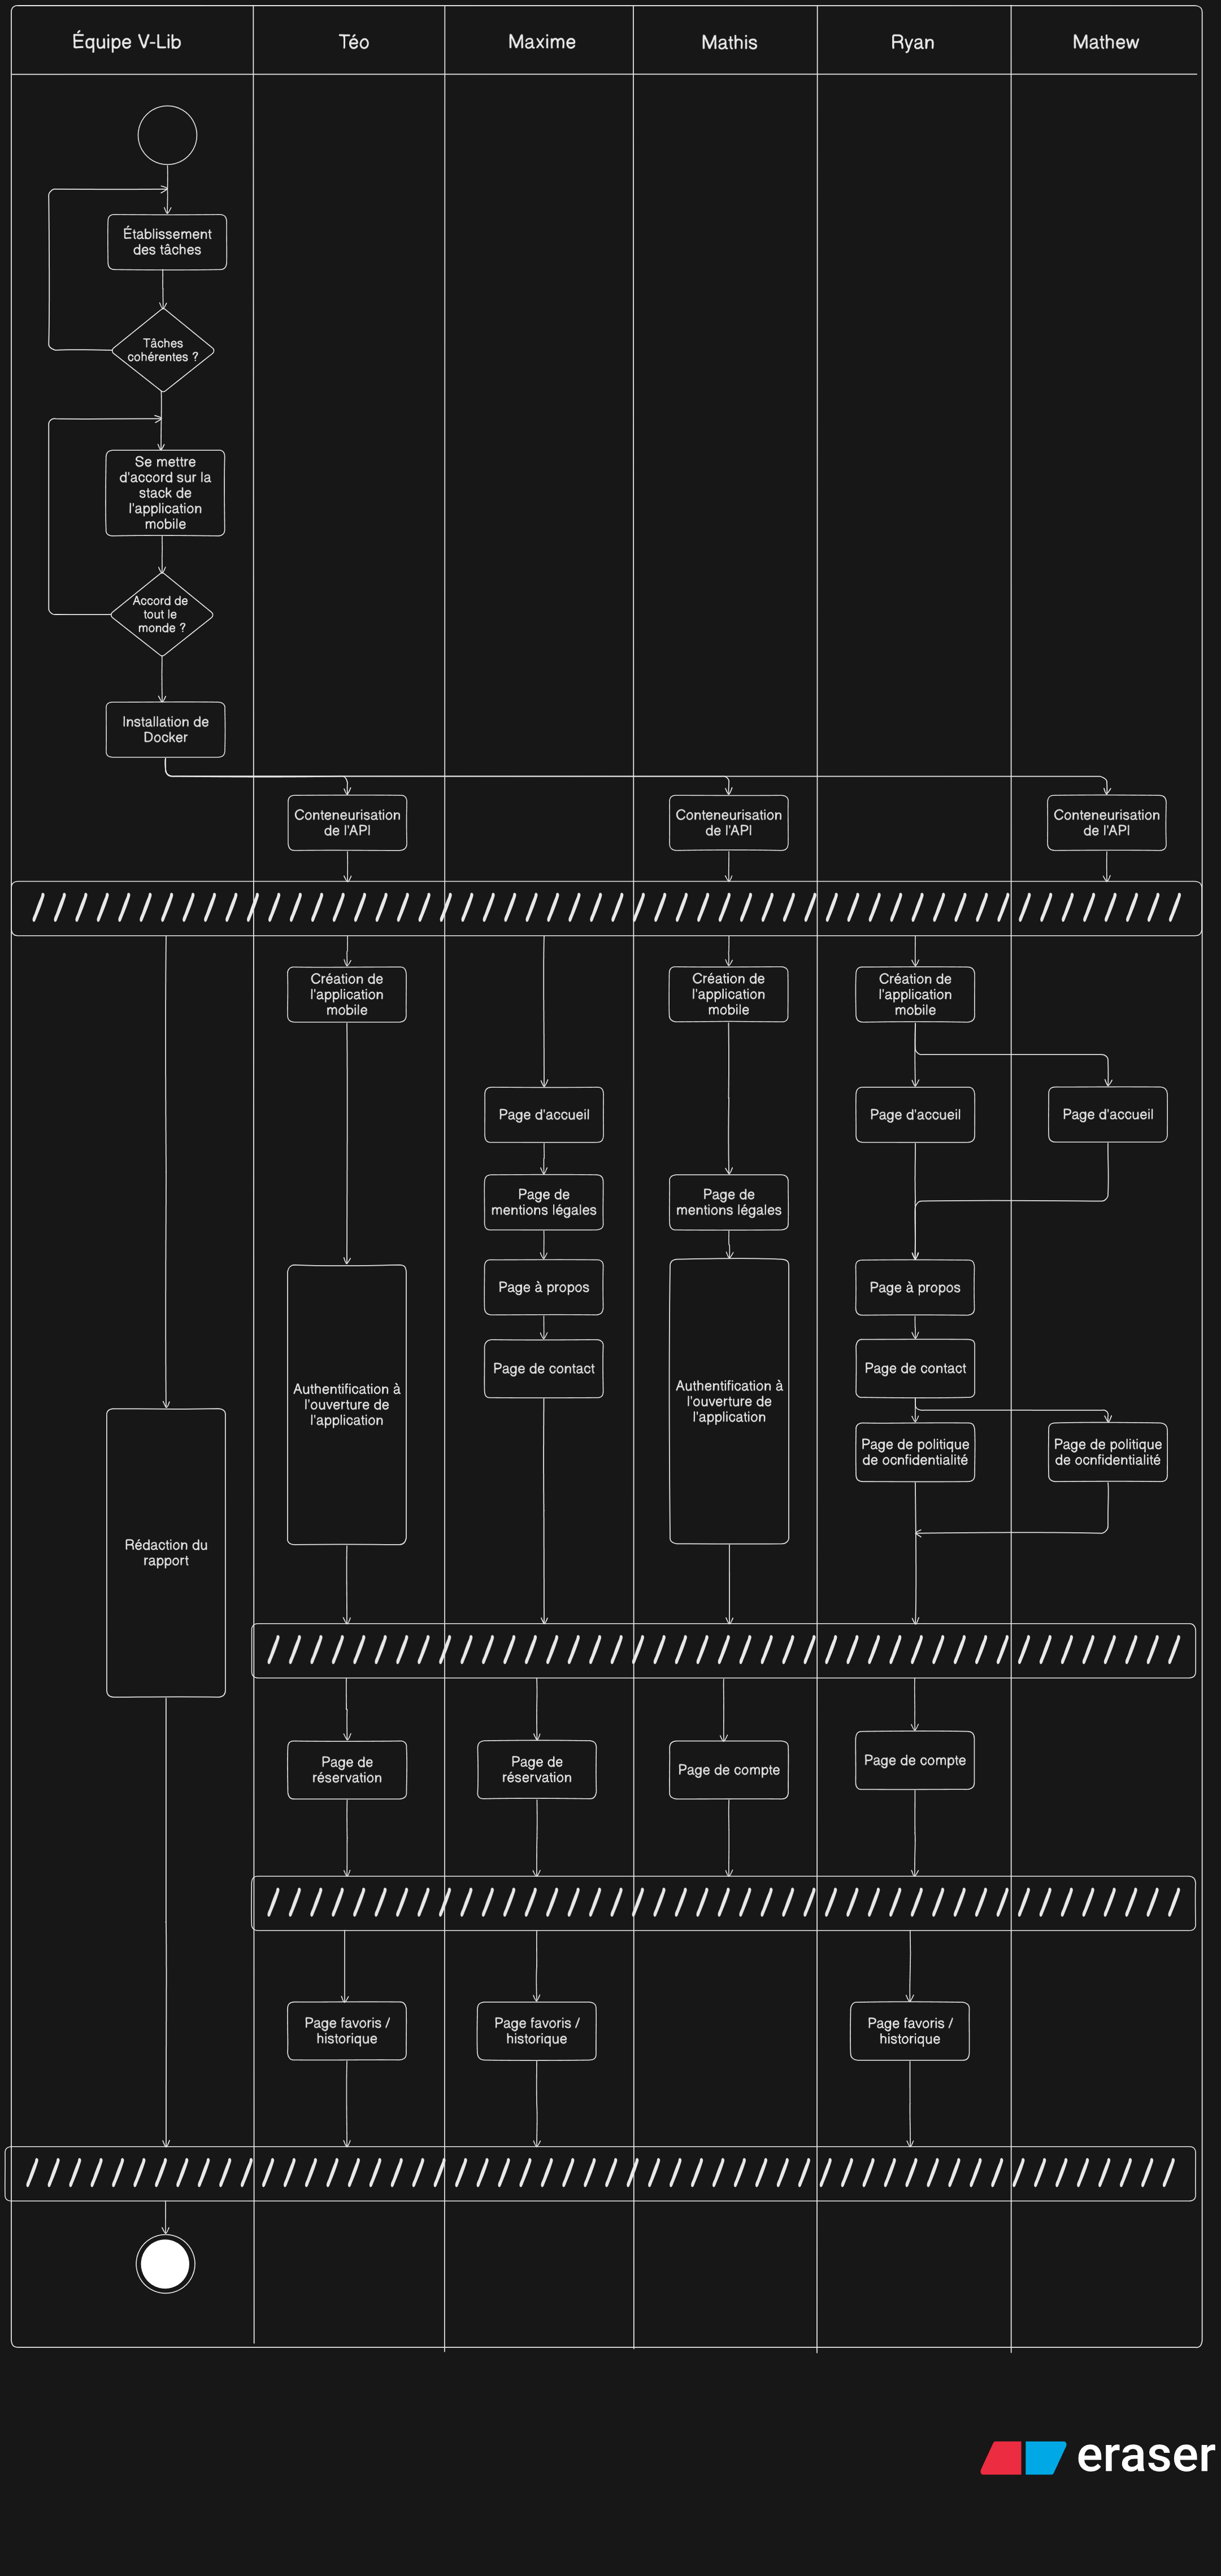 Équipe V-Lib
Téo
Maxime
Mathis
Ryan
Mathew
Établissement
des tâches
Tâches
cohérentes ?
Se mettre
d'accord sur la
stack de
l'application
mobile
Accord de
tout le
monde ?
Installation de
Docker
Conteneurisation
de l'API
Conteneurisation
de l'API
Conteneurisation
de l'API
Création de
l'application
mobile
Création de
l'application
mobile
Création de
l'application
mobile
Page d'accueil
Page d'accueil
Page d'accueil
Page de
mentions légales
Page de
mentions légales
Page à propos
Page à propos
Page de contact
Page de contact
Authentification à
l'ouverture de
l'application
Authentification à
l'ouverture de
l'application
Page de politique
de ocnfidentialité
Page de politique
de ocnfidentialité
Rédaction du
rapport
Page de
réservation
Page de
réservation
Page de compte
Page de compte
Page favoris /
historique
Page favoris /
historique
Page favoris /
historique
eraser